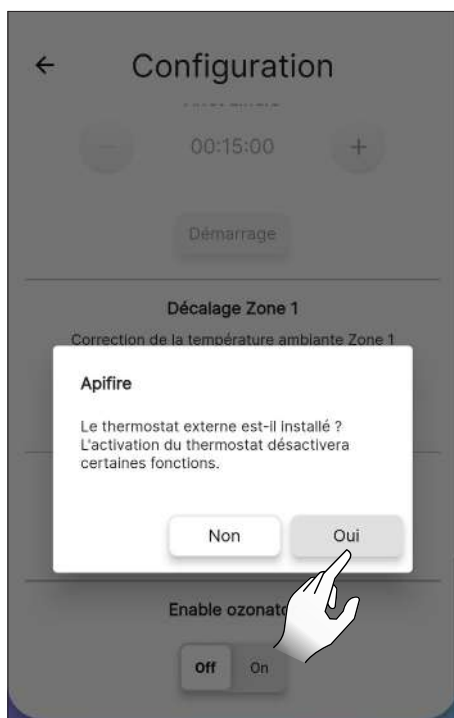 Configuration
00:15:00
Démarrage
Décalage Zone 1
Correction de la température ambiante Zone 1
Apifire
Le thermostat externe est-il installé ?
L'activation du thermostat désactivera
certaines fonctions.
Non Oui
Enable ozonato
Off On